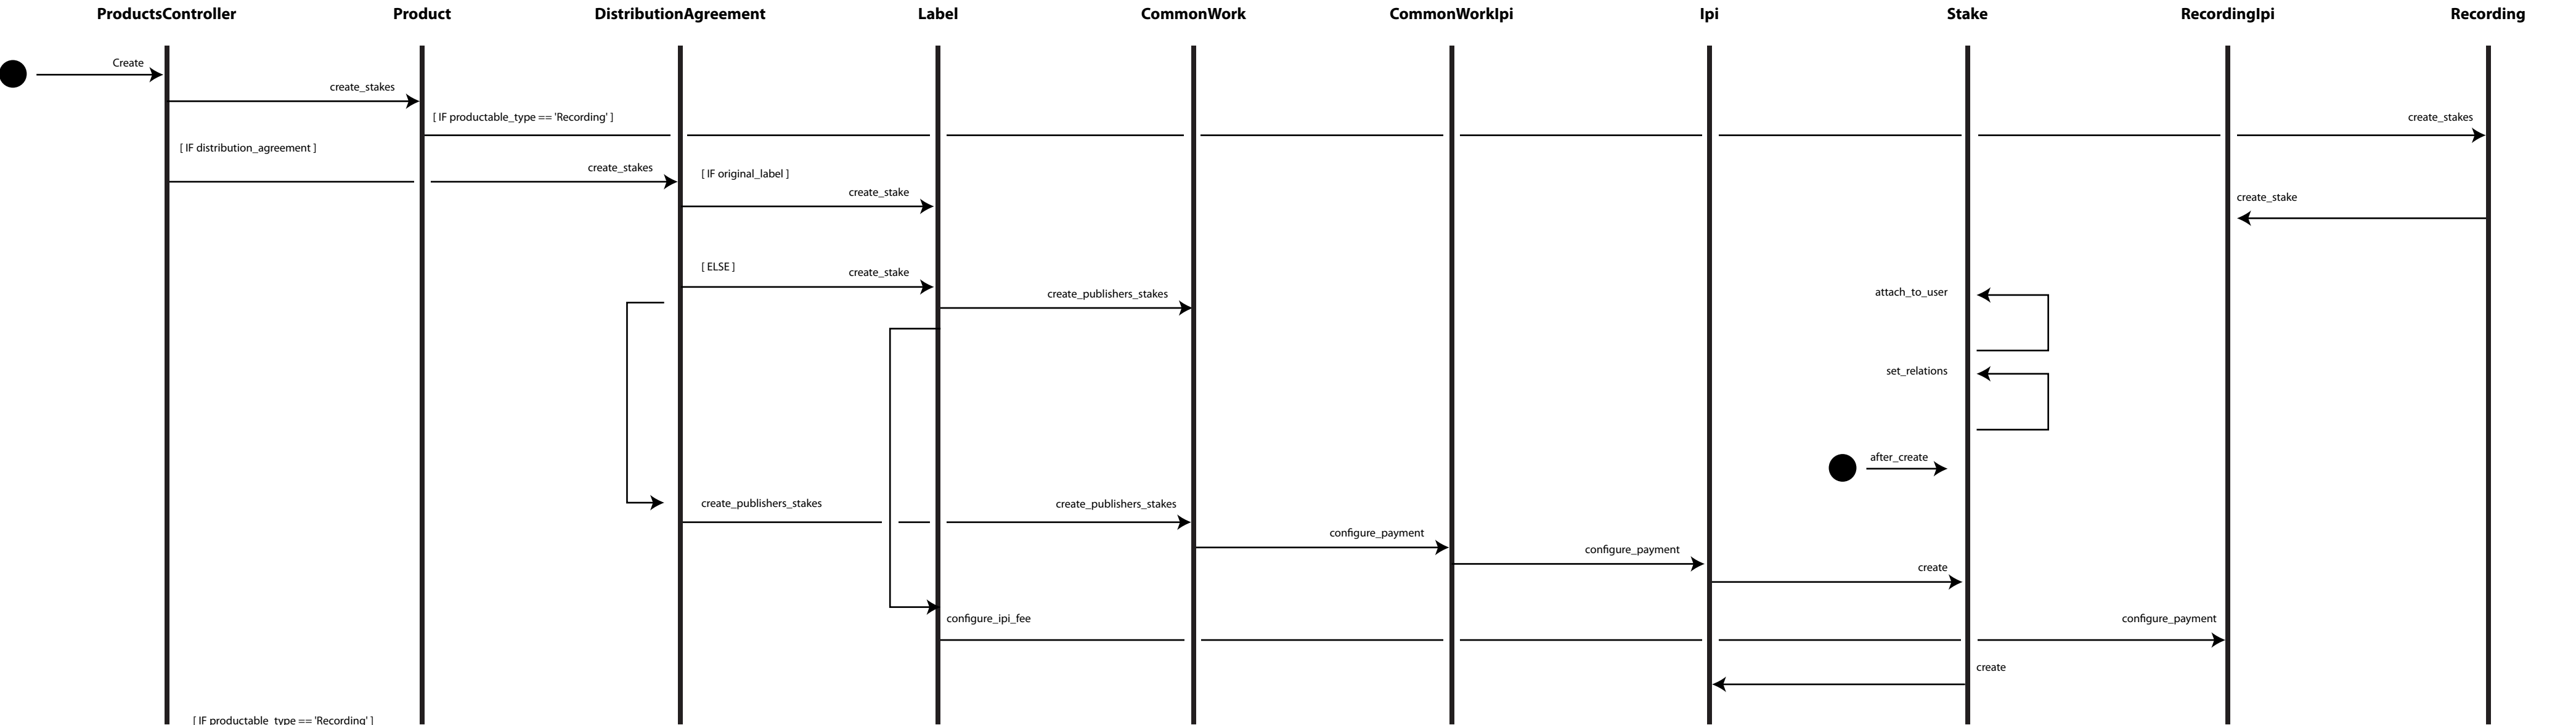 ProductsController
Product
DistributionAgreement
Label
CommonWork
CommonWorkIpi
Ipi
Stake
RecordingIpi
Recording
Create
create_stakes
[ IF productable_type == 'Recording' ]
create_stakes
[ IF distribution_agreement ]
create_stakes
[ IF original_label ]
create_stake
create_stake
[ ELSE ]
create_stake
create_publishers_stakes
attach_to_user
set_relations
after_create
create_publishers_stakes
create_publishers_stakes
configure_payment
configure_payment
create
configure_ipi_fee
configure_payment
create
[ IF productable_type == 'Recording' ]